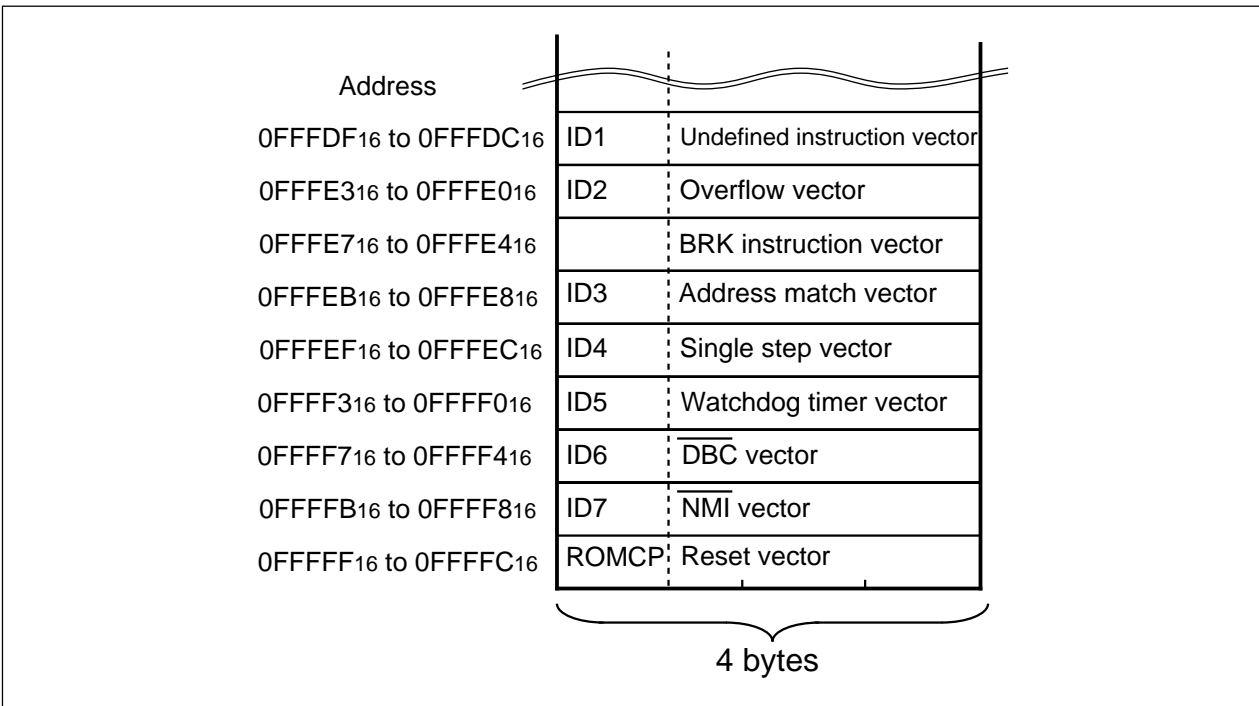 Address
0FFFDF16 to 0FFFDC16 ID1 Undefined instruction vector
0FFFE316 to 0FFFE016 ID2 Overflow vector
0FFFE716 to 0FFFE416 BRK instruction vector
0FFFEB16 to 0FFFE816 ID3 Address match vector
0FFFEF16 to 0FFFEC16 ID4 Single step vector
0FFFF316 to 0FFFF016 ID5 Watchdog timer vector
0FFFF716 to 0FFFF416 ID6 DBC vector
0FFFFB16 to 0FFFF816 ID7 NMI vector
0FFFFF16 to 0FFFFC16 ROMCP Reset vector
4 bytes